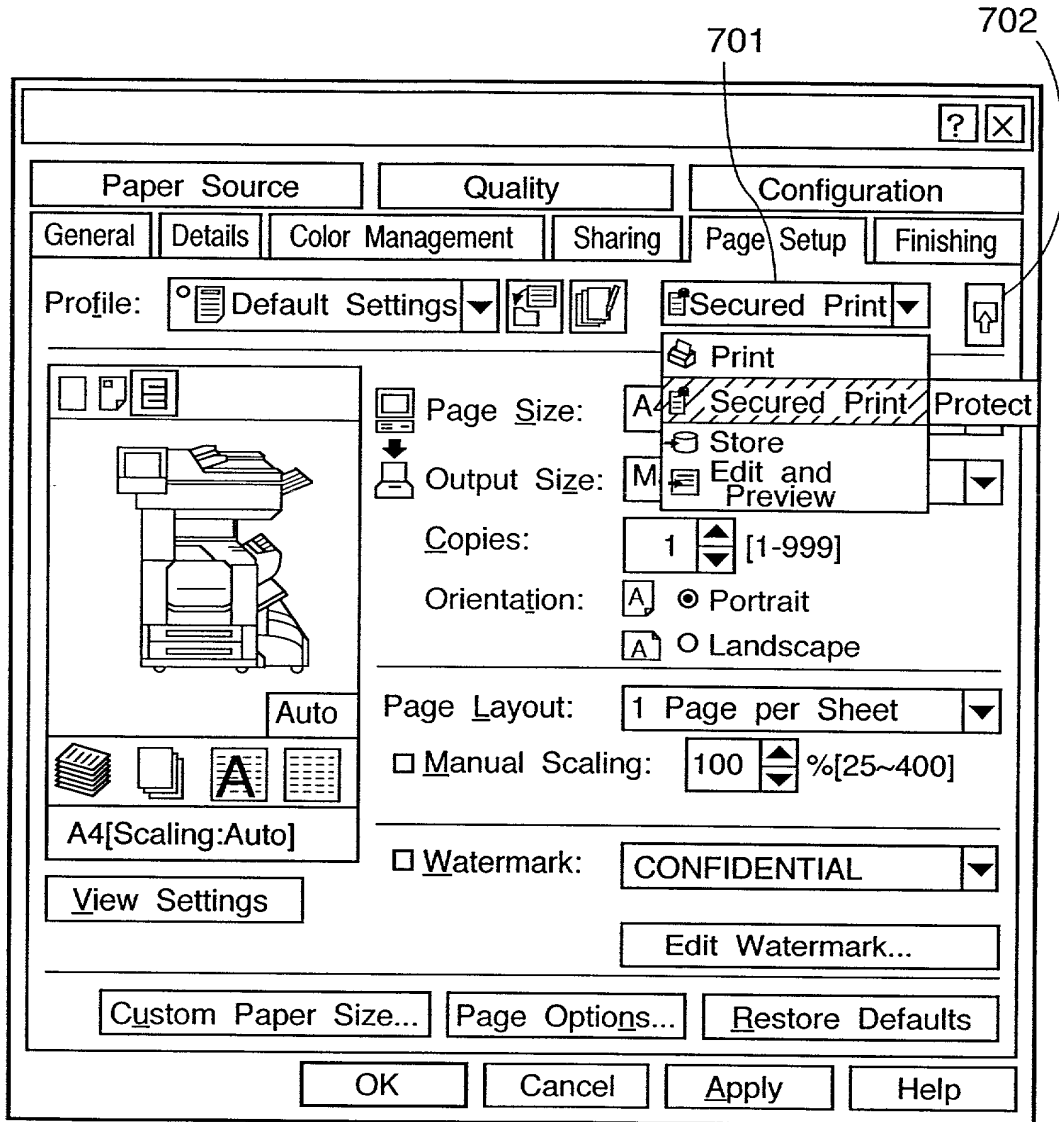 702
701
? X
Paper Source Quality Configuration
General Details Color Management Sharing Page Setup Finishing
Profile: Default Settings Secured Print
Print
Page Size: A4 Secured Print Protect
Store
Output Size: M Edit and
Preview
Copies: 1 [1-999]
Orientation: A Portrait
A Landscape
Auto
Page Layout: 1 Page per Sheet
A
Manual Scaling: 100 %[25~400]
A4[Scaling:Auto]
Watermark: CONFIDENTIAL
View Settings
Edit Watermark...
Custom Paper Size... Page Options... Restore Defaults
OK Cancel Apply Help